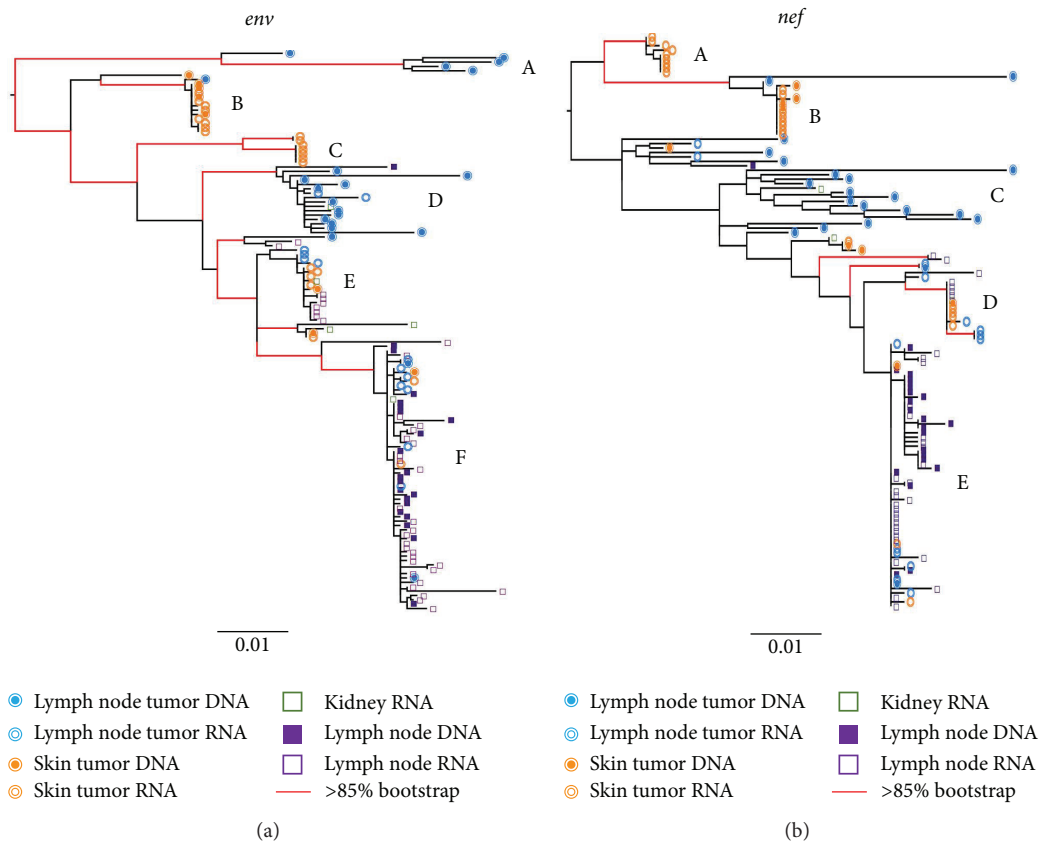 env
A
B
C
D
E
F
0.01
Lymph node tumor DNA
Lymph node tumor RNA
Skin tumor DNA
Skin tumor RNA
Kidney RNA
Lymph node DNA
Lymph node RNA
>85% bootstrap
(a)
nef
A
B
C
D
E
0.01
Lymph node tumor DNA
Lymph node tumor RNA
Skin tumor DNA
Skin tumor RNA
Kidney RNA
Lymph node DNA
Lymph node RNA
>85% bootstrap
(b)